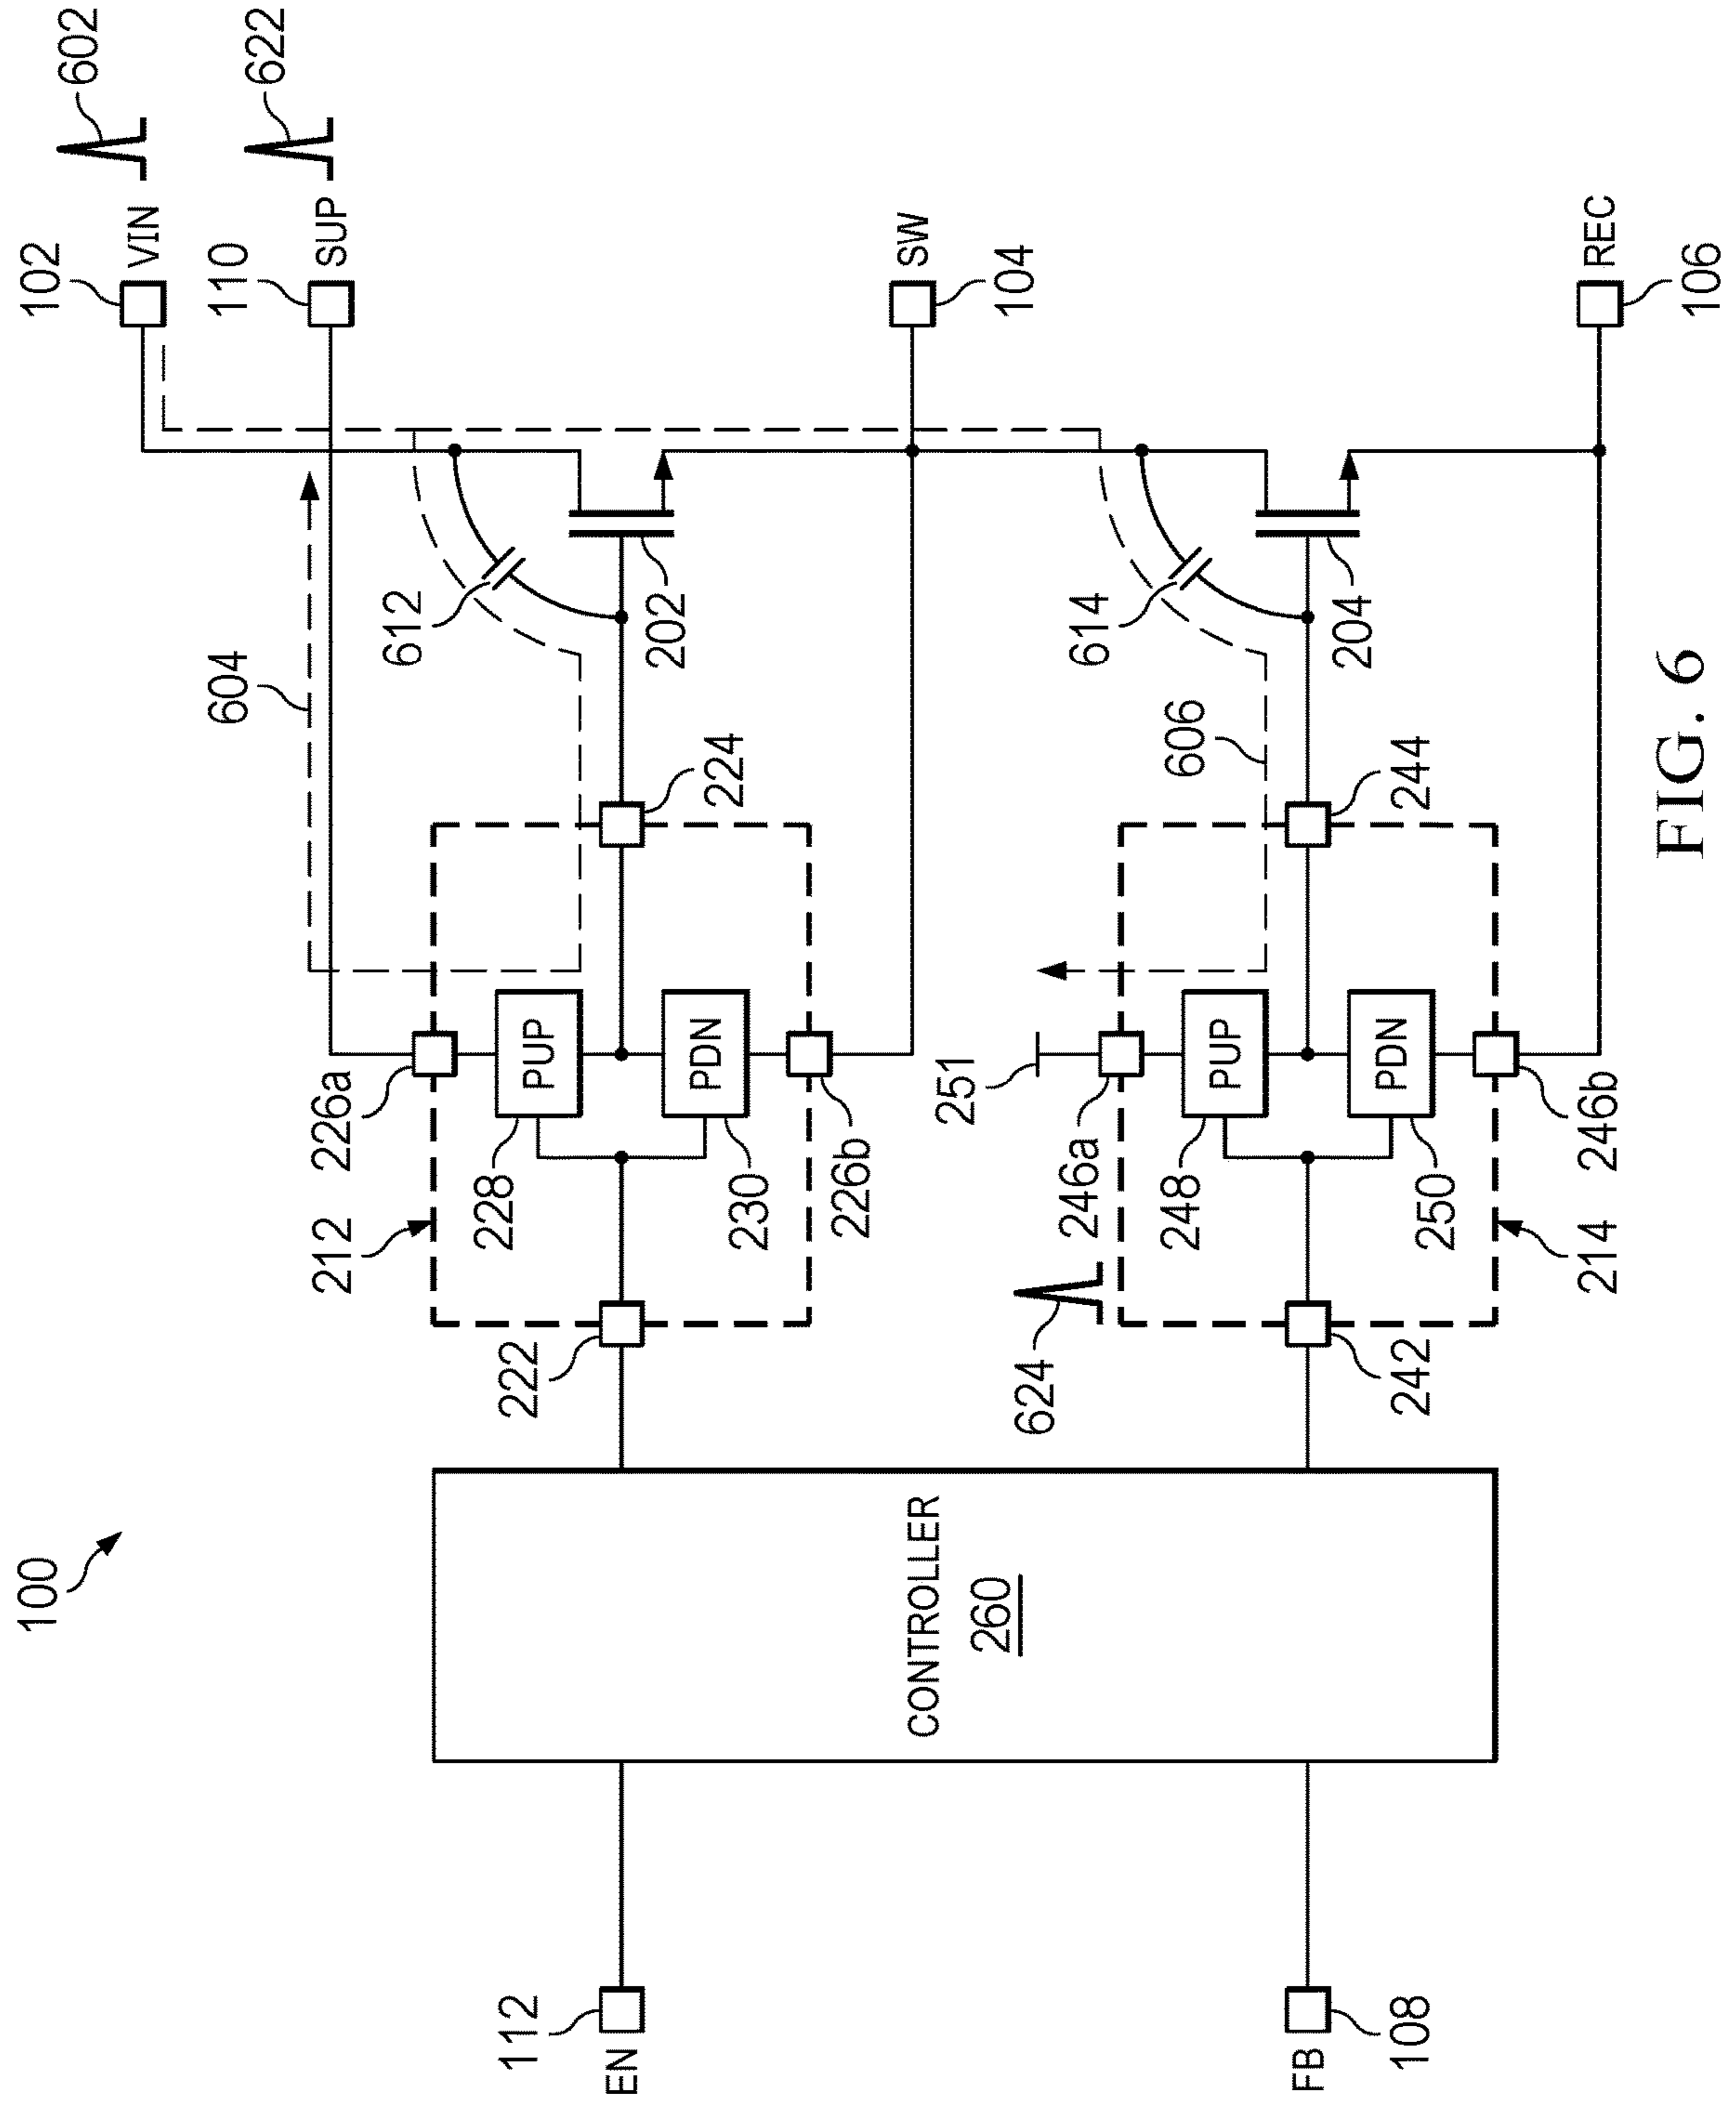 100
112
EN
FB
108
CONTROLLER
260
212
226a
222
228
PUP
PDN
230
226b
224
604
612
202
102
VIN
602
110
SUP
622
SW
104
251
624
246a
242
248
PUP
PDN
250
246b
214
244
606
614
204
REC
106
FIG. 6